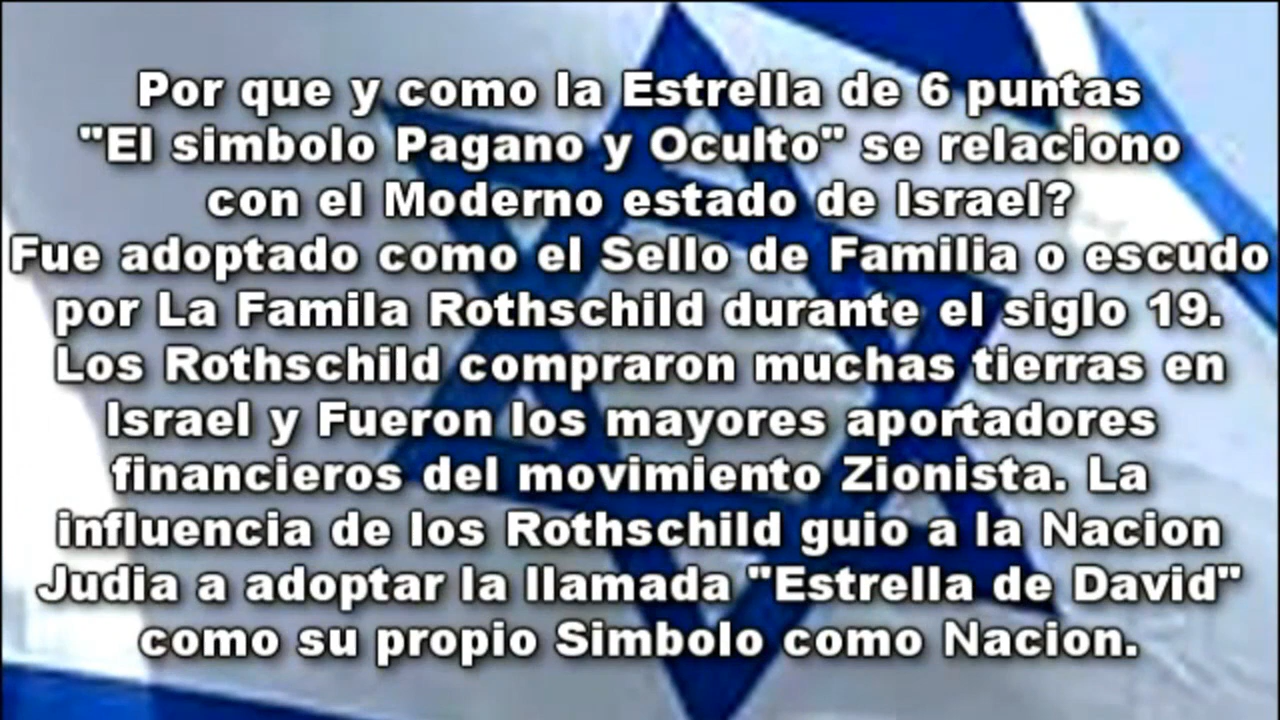 Por que y como la Estrella de 6 puntas
"El simbolo Pagano y Oculto" se relaciono
con el Moderno estado de Israel?
Fue adoptado como el Sello de Familia o escudo
por La Famila Rothschild durante el siglo 19.
Los Rothschild compraron muchas tierras en
Israel y Fueron los mayores aportadores
financieros del movimiento Zionista. La
influencia de los Rothschild guio a la Nacion
Judia a adoptar la llamada "Estrella de David"
como su propio Simbolo como Nacion.